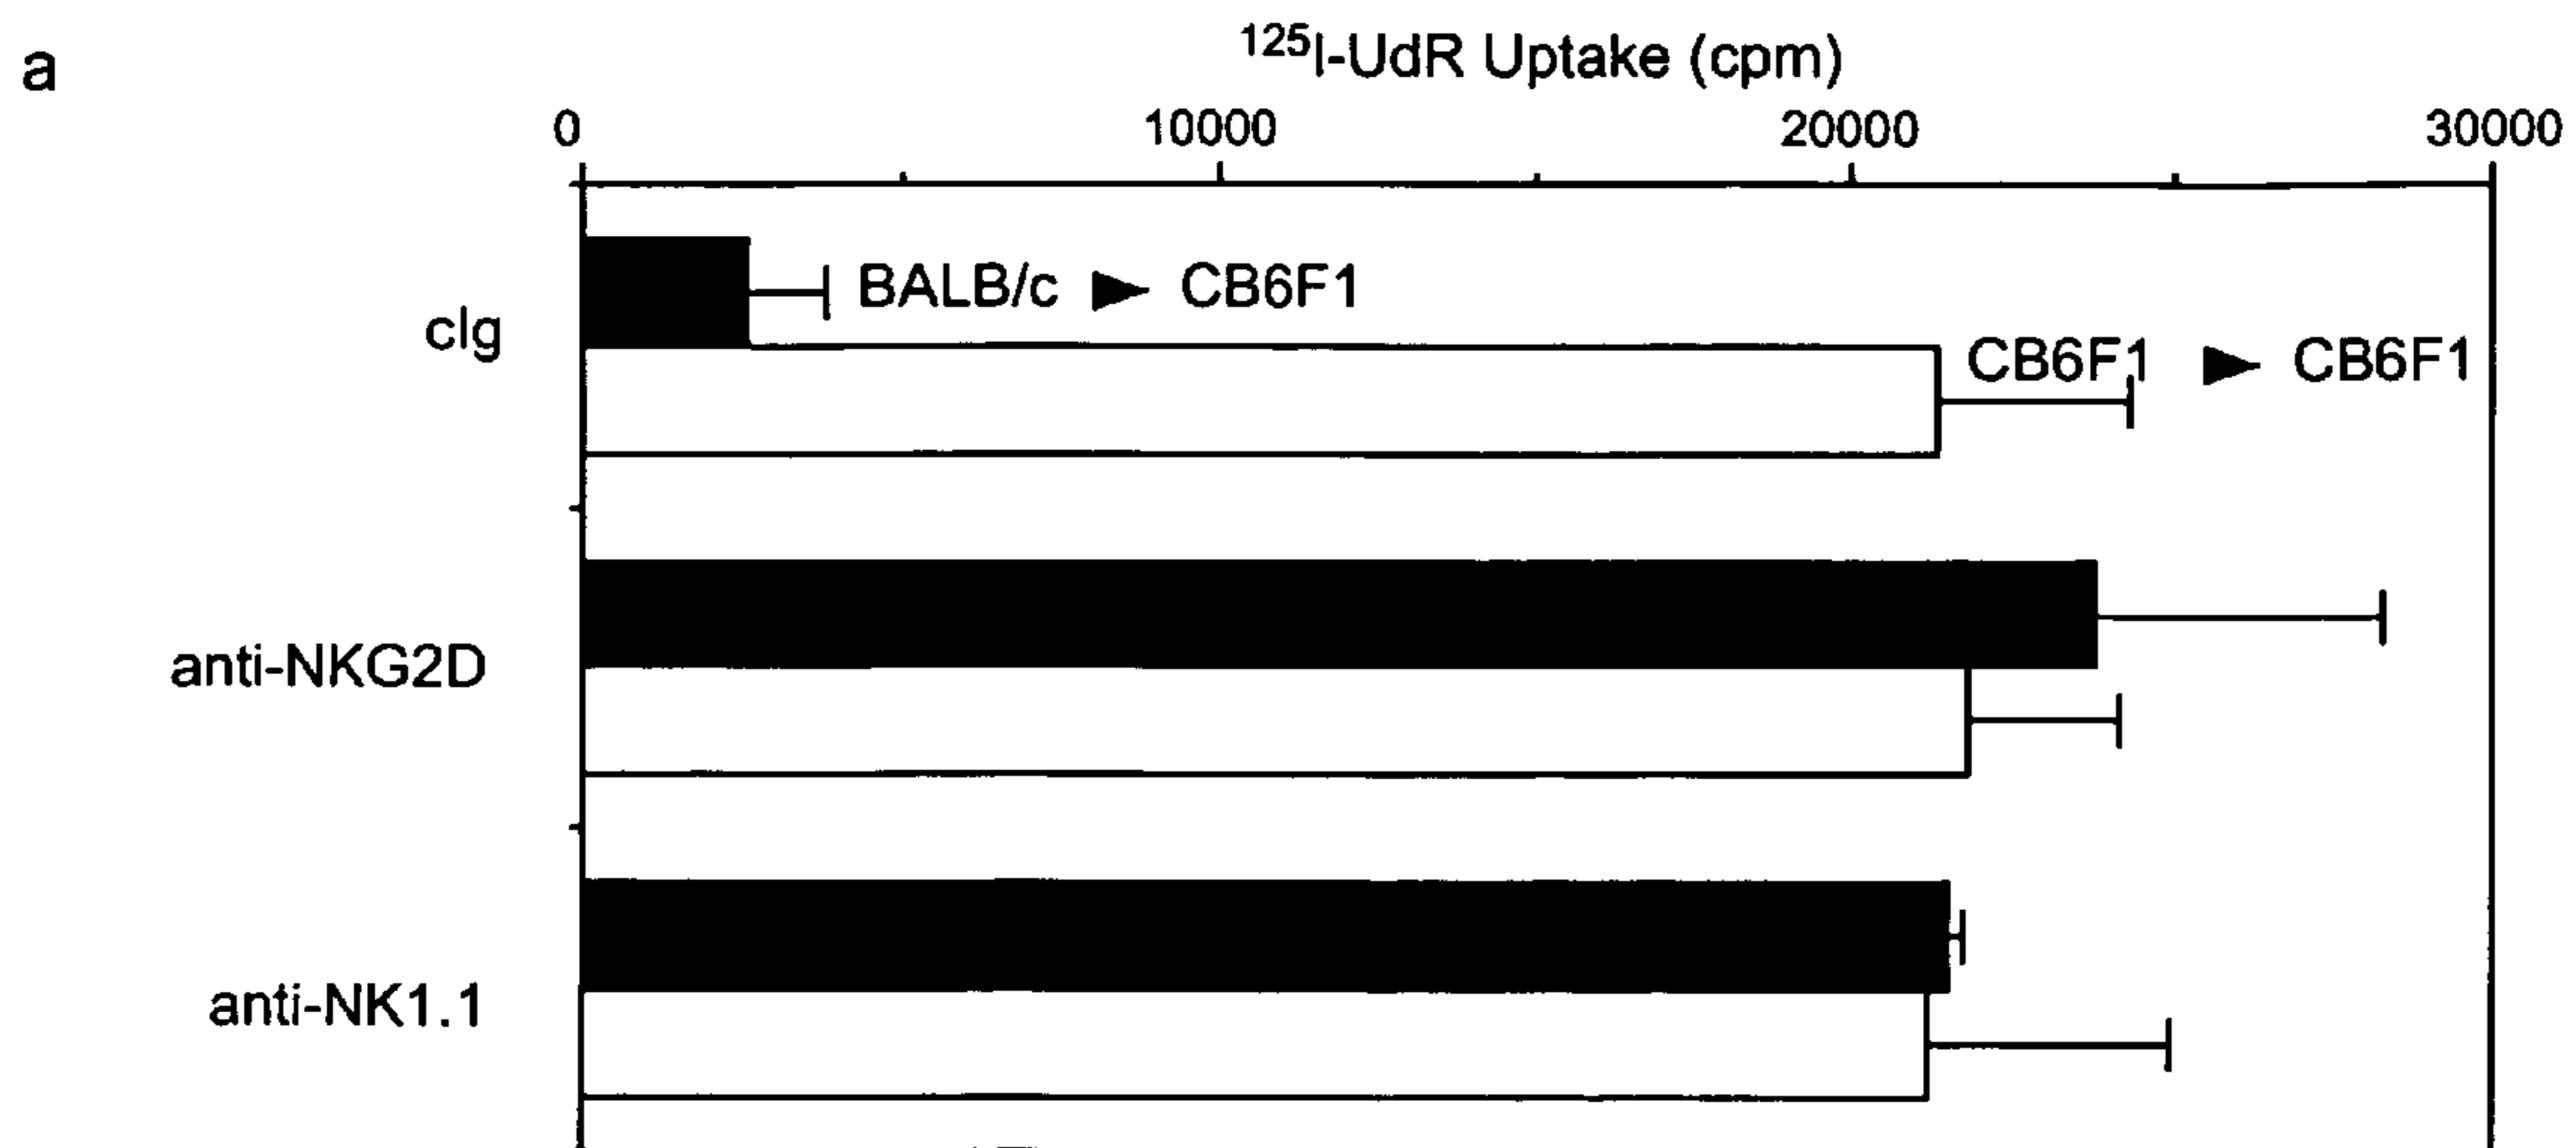 a
¹²⁵I-UdR Uptake (cpm)
0 10000 20000 30000
BALB/c ► CB6F1
cIg
CB6F1 ► CB6F1
anti-NKG2D
anti-NK1.1